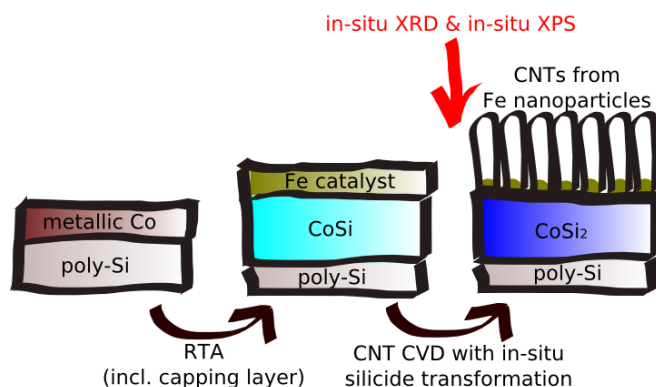 in-situ XRD & in-situ XPS
CNTs from
Fe nanoparticles
metallic Co
poly-Si
Fe catalyst
CoSi
poly-Si
CoSi₂
poly-Si
RTA
(incl. capping layer)
CNT CVD with in-situ
silicide transformation